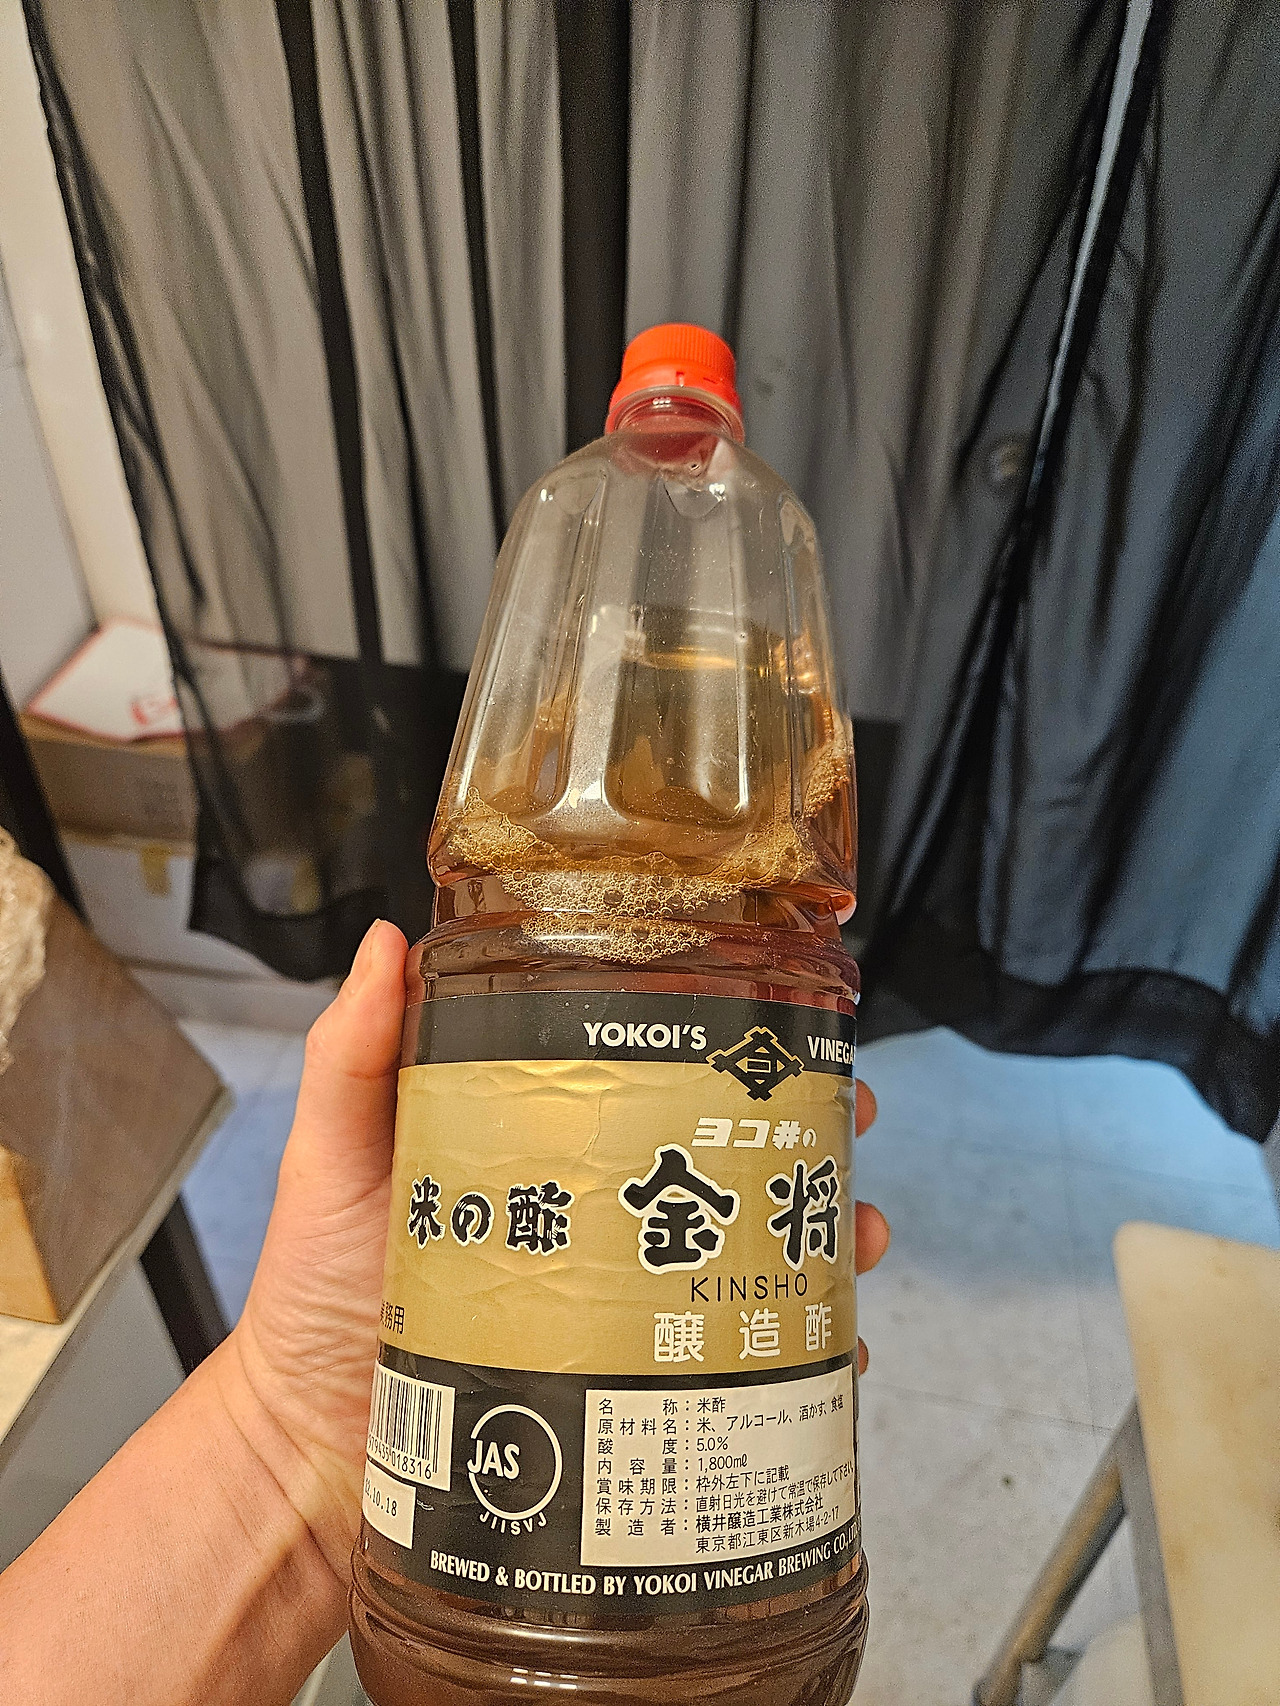 YOKOI'S VINEGAR
ヨコ井の
米の酢 金将
KINSHO
業務用
醸造酢
018316
.10.18
JAS
JIISVJ
名称：米酢
原材料名：米、アルコール、酒かす、食塩
酸度：5.0%
内容量：1,800mℓ
賞味期限：枠外左下に記載
保存方法：直射日光を避けて常温で保存して下さい。
製造者：横井醸造工業株式会社
東京都江東区新木場4-2-17
BREWED & BOTTLED BY YOKOI VINEGAR BREWING CO.,